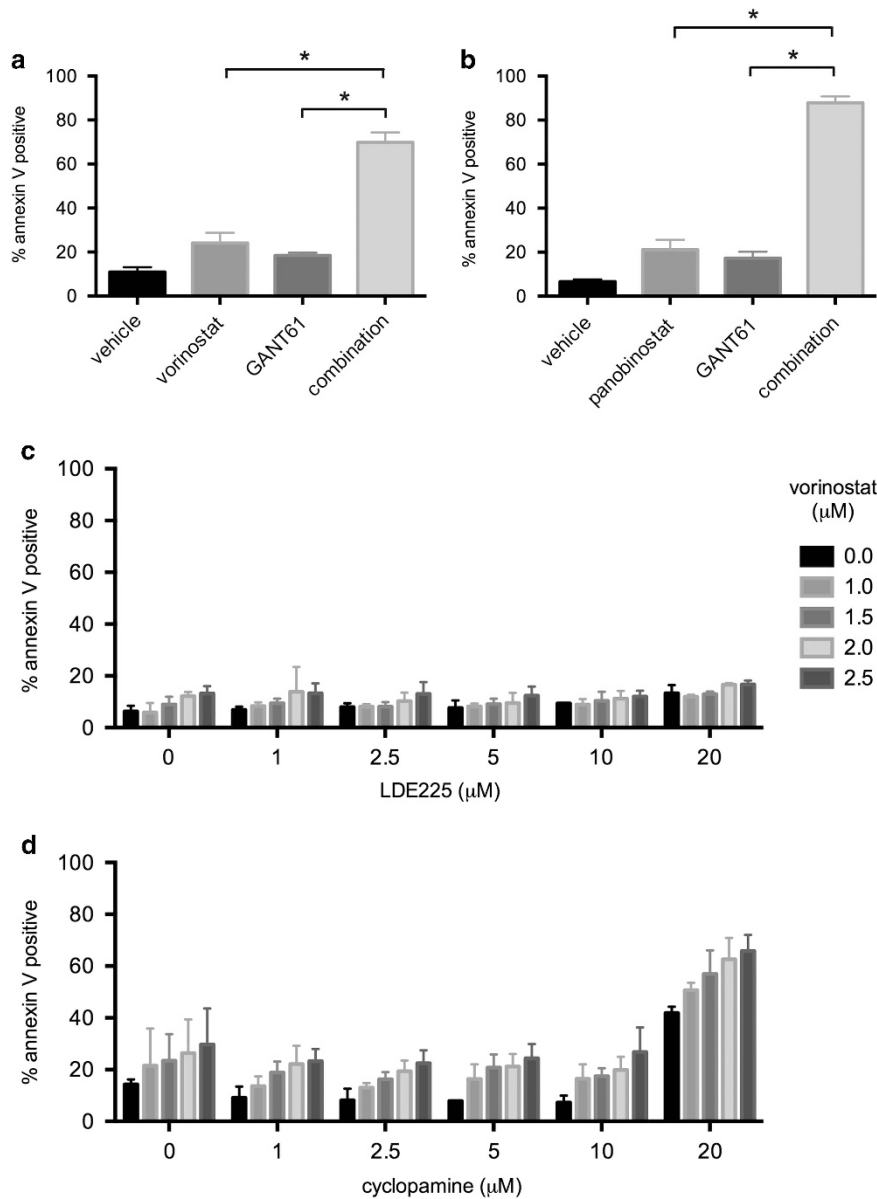 a
*
*
100
80
60
40
20
0
% annexin V positive
vehicle
vorinostat
GANT61
combination
b
*
*
100
80
60
40
20
0
% annexin V positive
vehicle
panobinostat
GANT61
combination
c
100
80
60
40
20
0
% annexin V positive
0 1 2.5 5 10 20
LDE225 (μM)
vorinostat
(μM)
0.0
1.0
1.5
2.0
2.5
d
100
80
60
40
20
0
% annexin V positive
0 1 2.5 5 10 20
cyclopamine (μM)